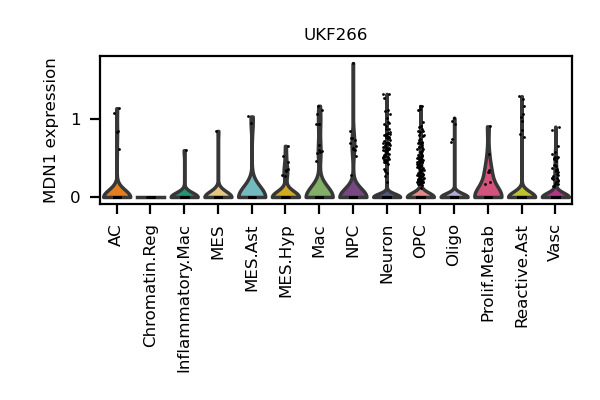 UKF266
MDN1 expression
1
0
AC
Chromatin.Reg
Inflammatory.Mac
MES
MES.Ast
MES.Hyp
Mac
NPC
Neuron
OPC
Oligo
Prolif.Metab
Reactive.Ast
Vasc